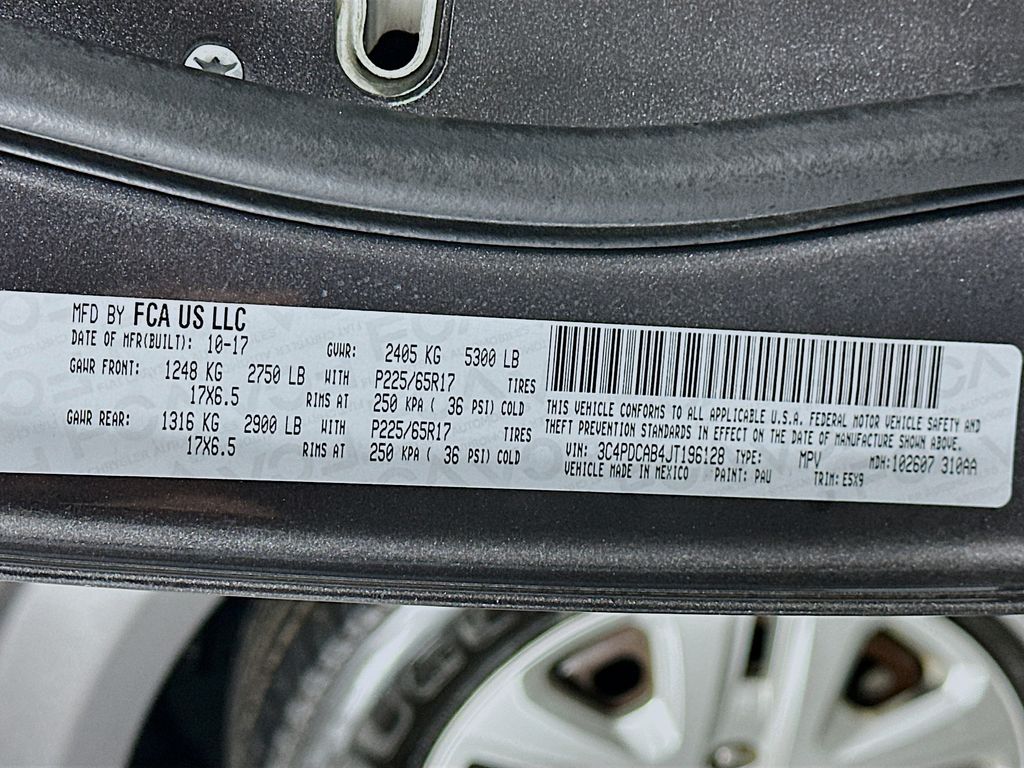 MFD BY FCA US LLC
DATE OF MFR(BUILT): 10-17 GVWR: 2405 KG 5300 LB
GAWR FRONT: 1248 KG 2750 LB WITH P225/65R17 TIRES
17X6.5 RIMS AT 250 KPA ( 36 PSI) COLD
GAWR REAR: 1316 KG 2900 LB WITH P225/65R17 TIRES
17X6.5 RIMS AT 250 KPA ( 36 PSI) COLD
THIS VEHICLE CONFORMS TO ALL APPLICABLE U.S.A. FEDERAL MOTOR VEHICLE SAFETY AND
THEFT PREVENTION STANDARDS IN EFFECT ON THE DATE OF MANUFACTURE SHOWN ABOVE.
VIN: 3C4PDCAB4JT196128 TYPE: MPV MDH:102607 310AA
VEHICLE MADE IN MEXICO PAINT: PAU TRIM: E5X9